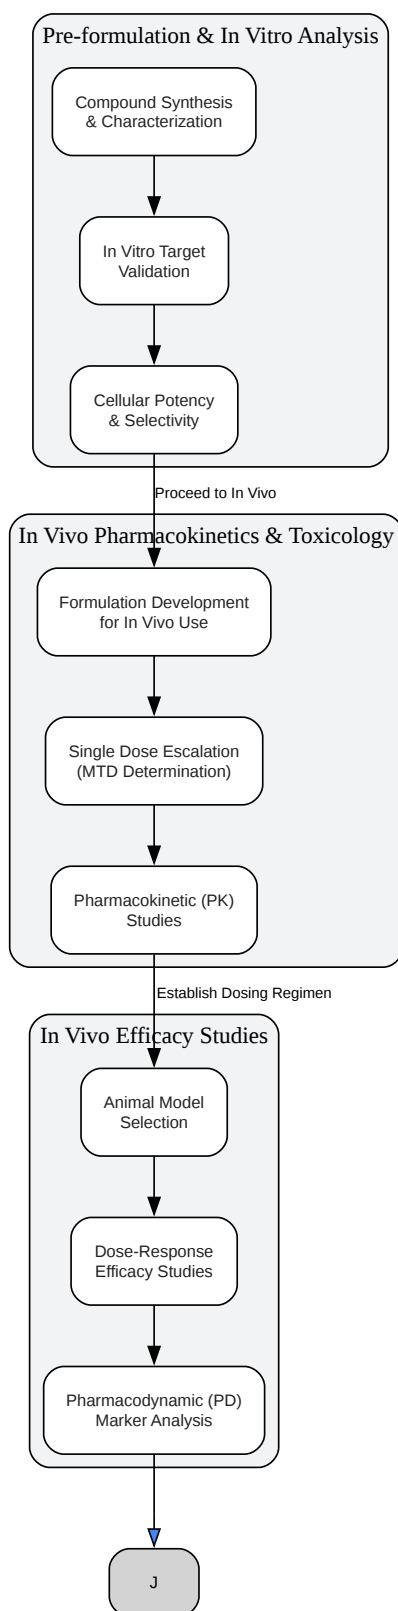 Pre-formulation & In Vitro Analysis
Compound Synthesis
& Characterization
In Vitro Target
Validation
Cellular Potency
& Selectivity
Proceed to In Vivo
In Vivo Pharmacokinetics & Toxicology
Formulation Development
for In Vivo Use
Single Dose Escalation
(MTD Determination)
Pharmacokinetic (PK)
Studies
Establish Dosing Regimen
In Vivo Efficacy Studies
Animal Model
Selection
Dose-Response
Efficacy Studies
Pharmacodynamic (PD)
Marker Analysis
J